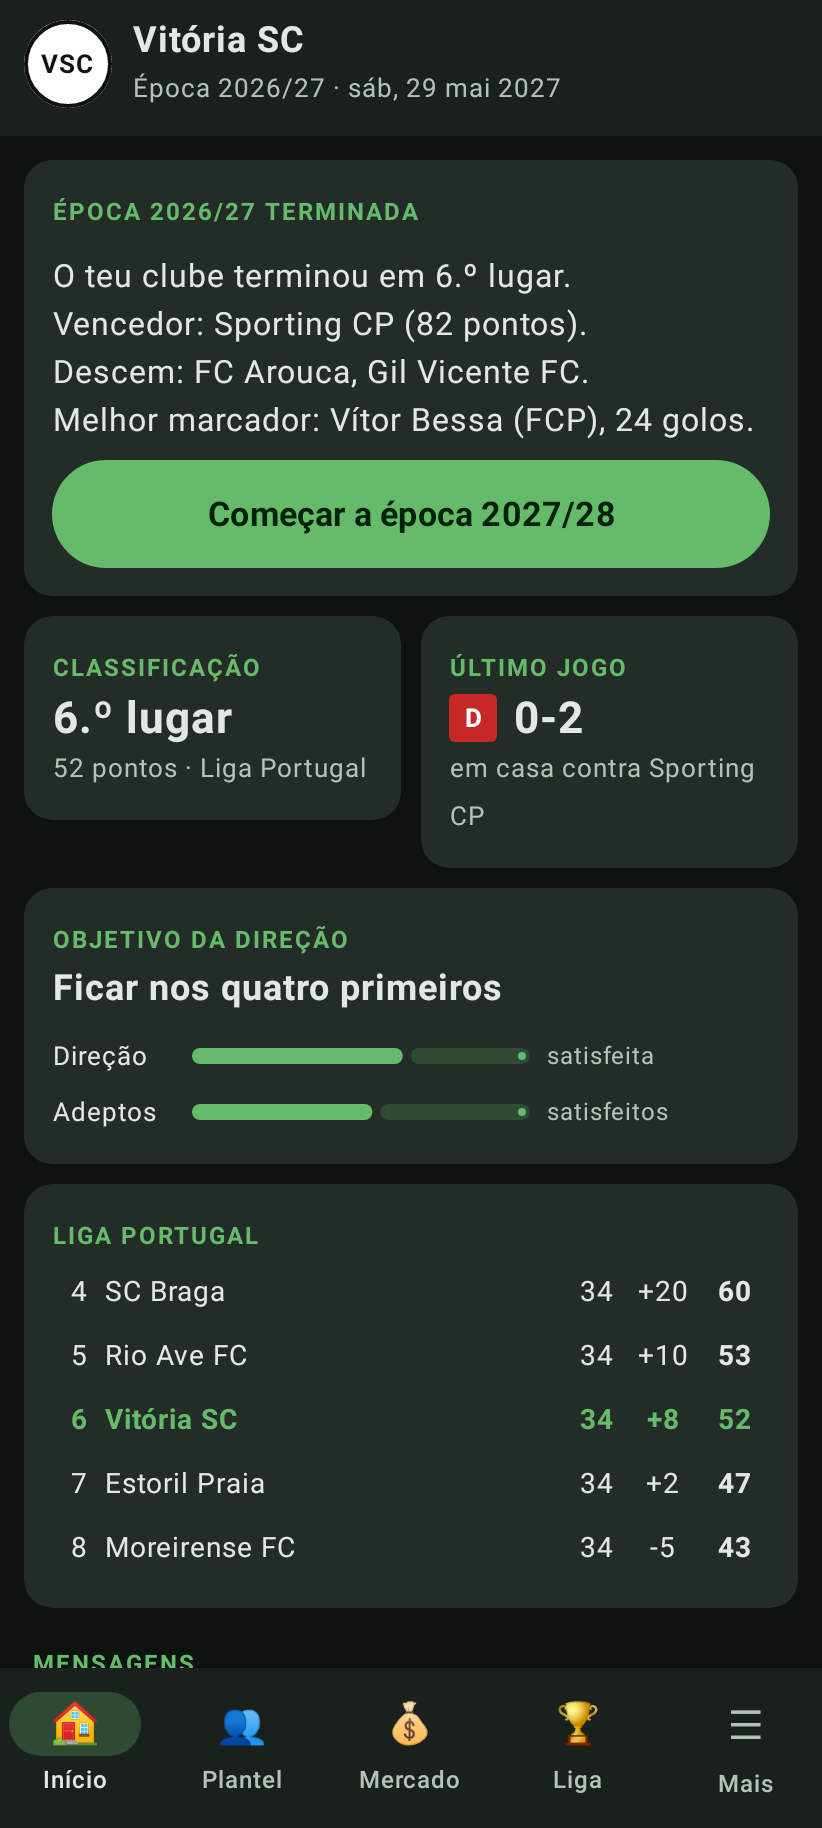 VSC
Vitória SC
Época 2026/27 · sáb, 29 mai 2027
ÉPOCA 2026/27 TERMINADA
O teu clube terminou em 6.º lugar.
Vencedor: Sporting CP (82 pontos).
Descem: FC Arouca, Gil Vicente FC.
Melhor marcador: Vítor Bessa (FCP), 24 golos.
Começar a época 2027/28
CLASSIFICAÇÃO
6.º lugar
52 pontos · Liga Portugal
ÚLTIMO JOGO
D 0-2
em casa contra Sporting
CP
OBJETIVO DA DIREÇÃO
Ficar nos quatro primeiros
Direção satisfeita
Adeptos satisfeitos
LIGA PORTUGAL
4 SC Braga 34 +20 60
5 Rio Ave FC 34 +10 53
6 Vitória SC 34 +8 52
7 Estoril Praia 34 +2 47
8 Moreirense FC 34 -5 43
MENSAGENS
Início Plantel Mercado Liga Mais